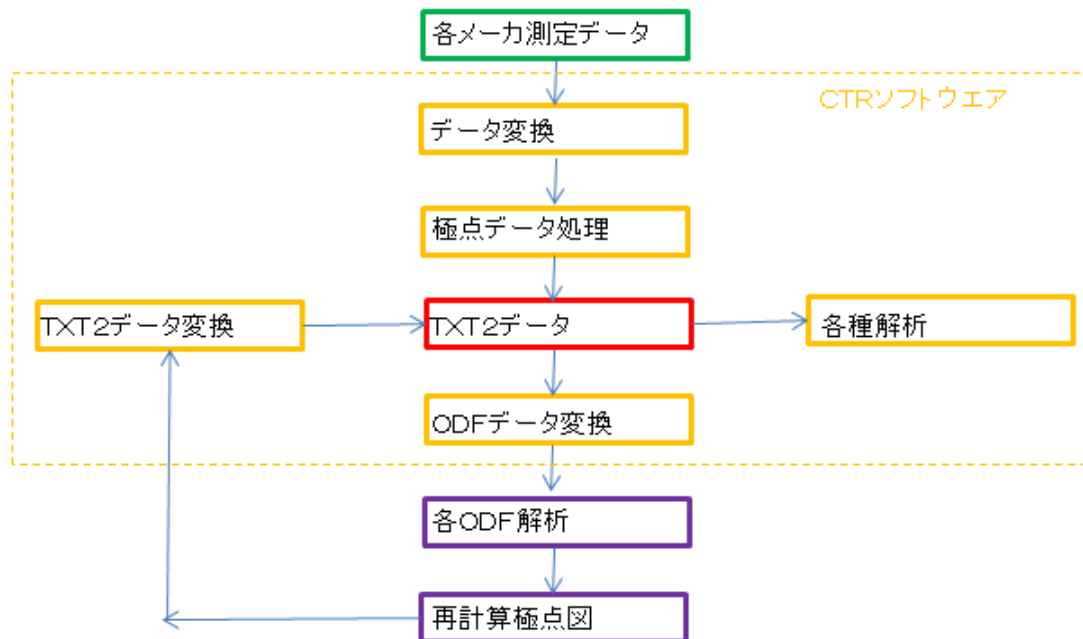 各メーカ測定データ
CTRソフトウエア
データ変換
極点データ処理
TXT2データ変換
TXT2データ
各種解析
ODFデータ変換
各ODF解析
再計算極点図